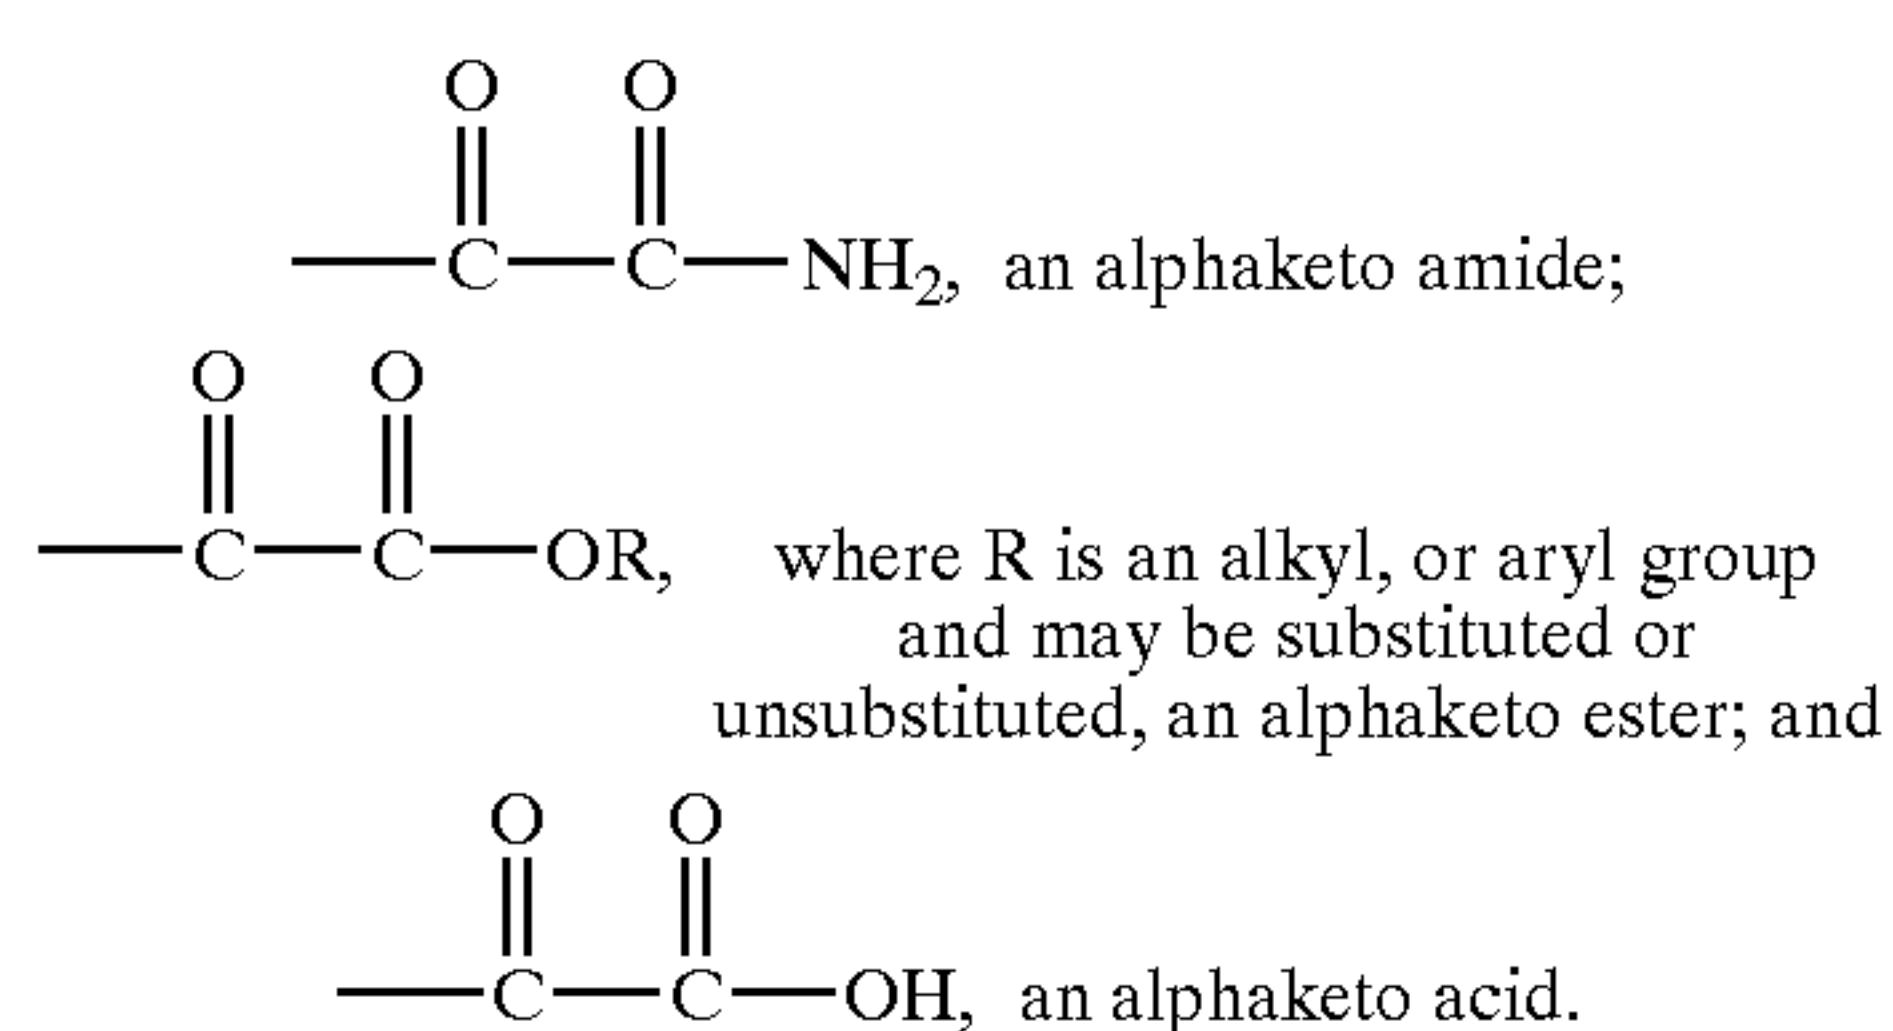 O O
C C NH2, an alphaketo amide;
O O
C C OR, where R is an alkyl, or aryl group
and may be substituted or
unsubstituted, an alphaketo ester; and
O O
C C OH, an alphaketo acid.